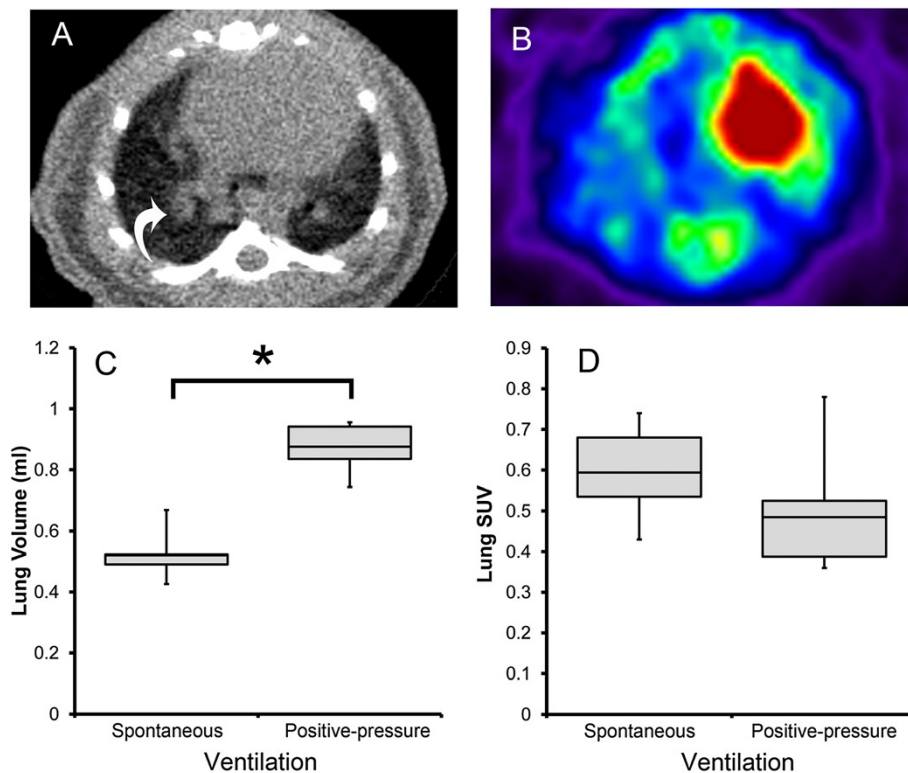 A
B
C
*
1.2
1
0.8
0.6
0.4
0.2
0
Lung Volume (ml)
Spontaneous
Positive-pressure
Ventilation
D
0.9
0.8
0.7
0.6
0.5
0.4
0.3
0.2
0.1
0
Lung SUV
Spontaneous
Positive-pressure
Ventilation